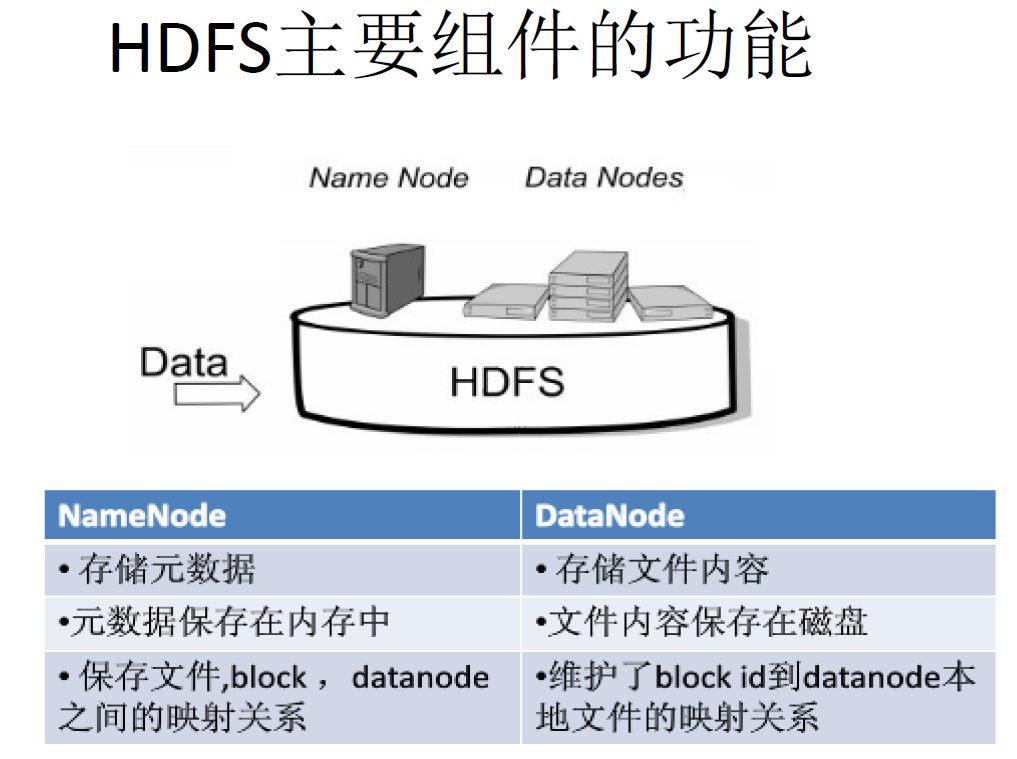 HDFS主要组件的功能
Name Node
Data Nodes
Data
HDFS
NameNode
DataNode
• 存储元数据
• 存储文件内容
•元数据保存在内存中
•文件内容保存在磁盘
• 保存文件,block ，datanode
之间的映射关系
•维护了block id到datanode本
地文件的映射关系